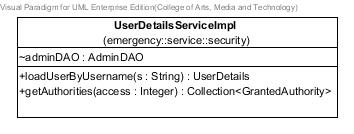 Visual Paradigm for UML Enterprise Edition(College of Arts, Media and Technology)
UserDetailsServiceImpl
(emergency::service::security)
~adminDAO : AdminDAO
+loadUserByUsername(s : String) : UserDetails
+getAuthorities(access : Integer) : Collection<GrantedAuthority>